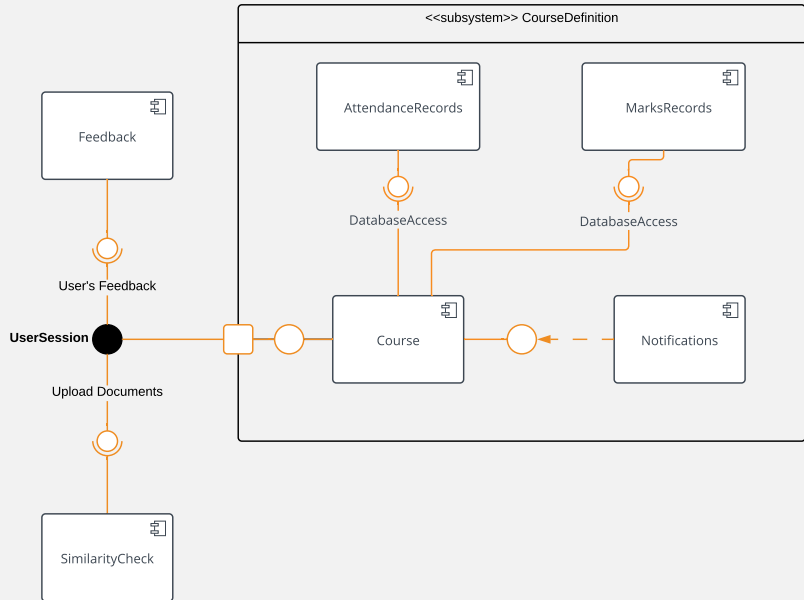 <<subsystem>> CourseDefinition
AttendanceRecords
MarksRecords
Feedback
DatabaseAccess
DatabaseAccess
User's Feedback
UserSession
Course
Notifications
Upload Documents
SimilarityCheck